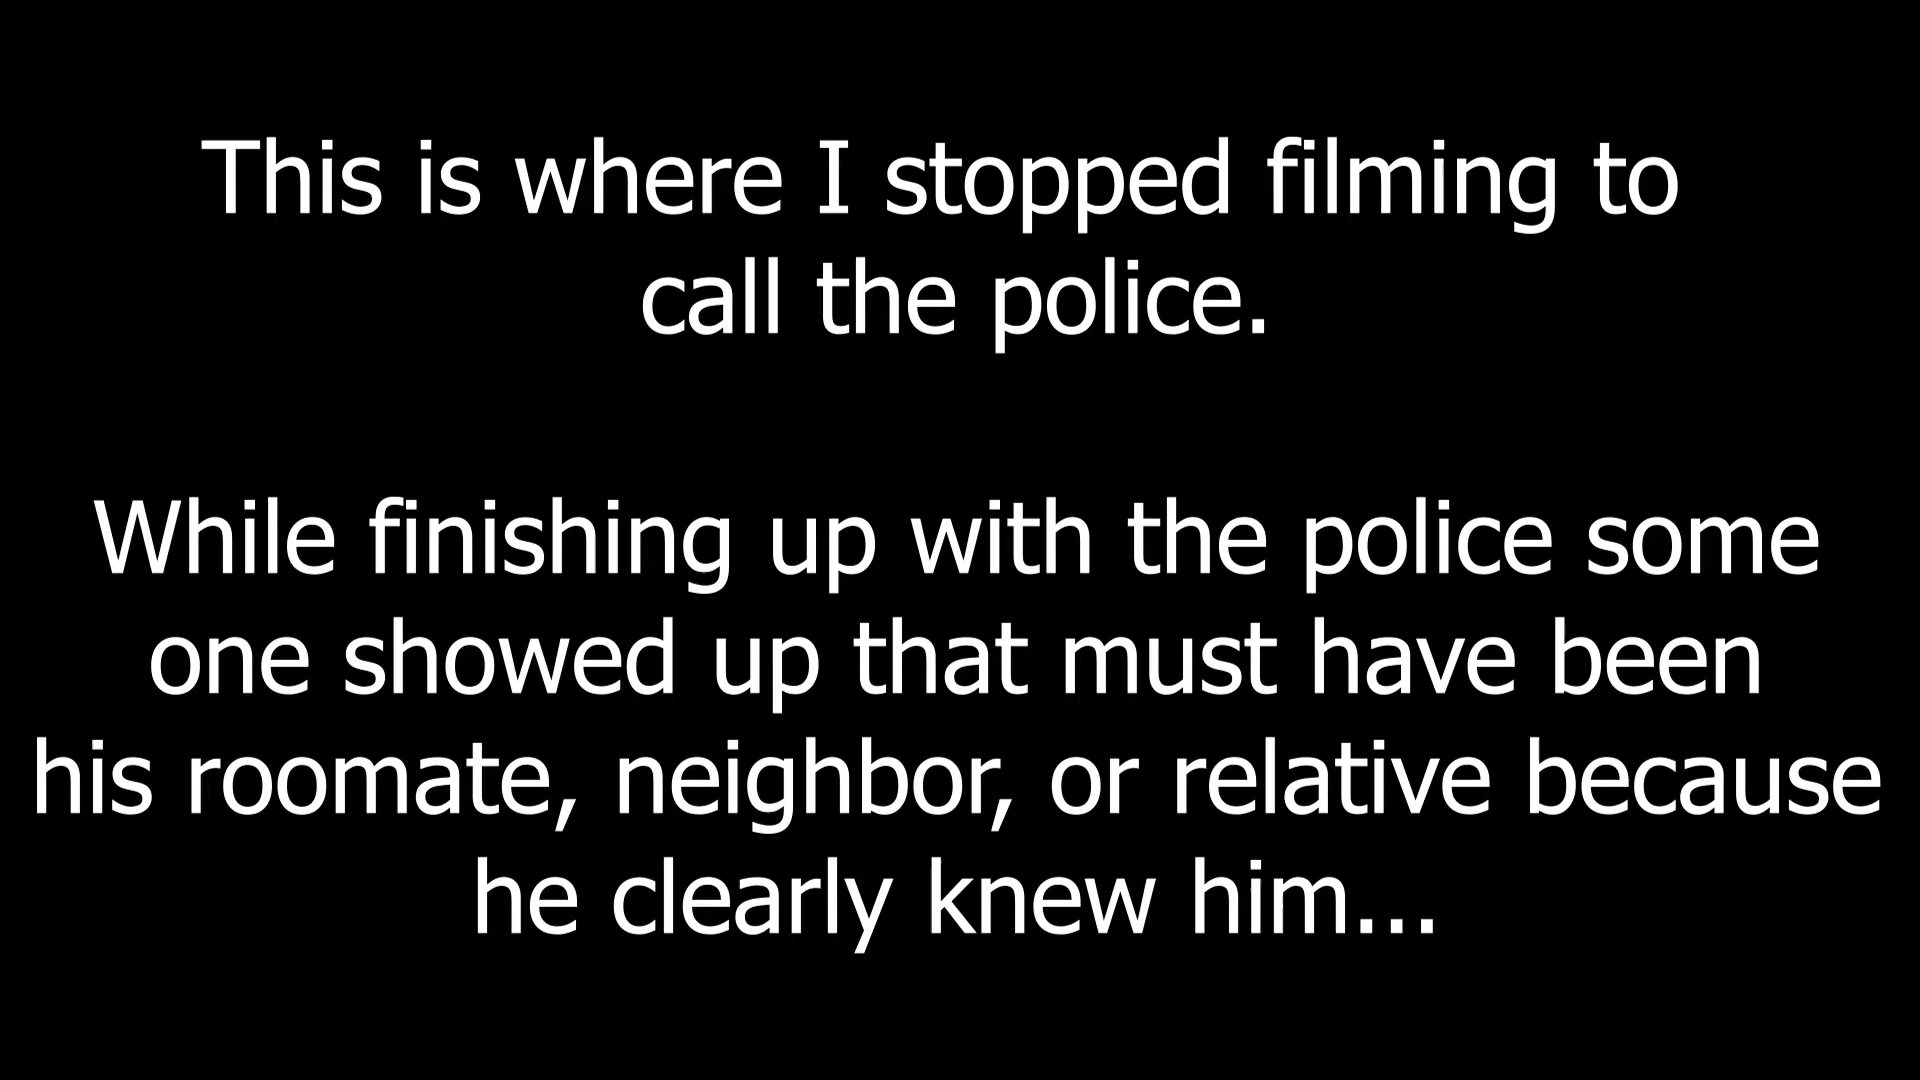 This is where I stopped filming to
call the police.
While finishing up with the police some
one showed up that must have been
his roomate, neighbor, or relative because
he clearly knew him...